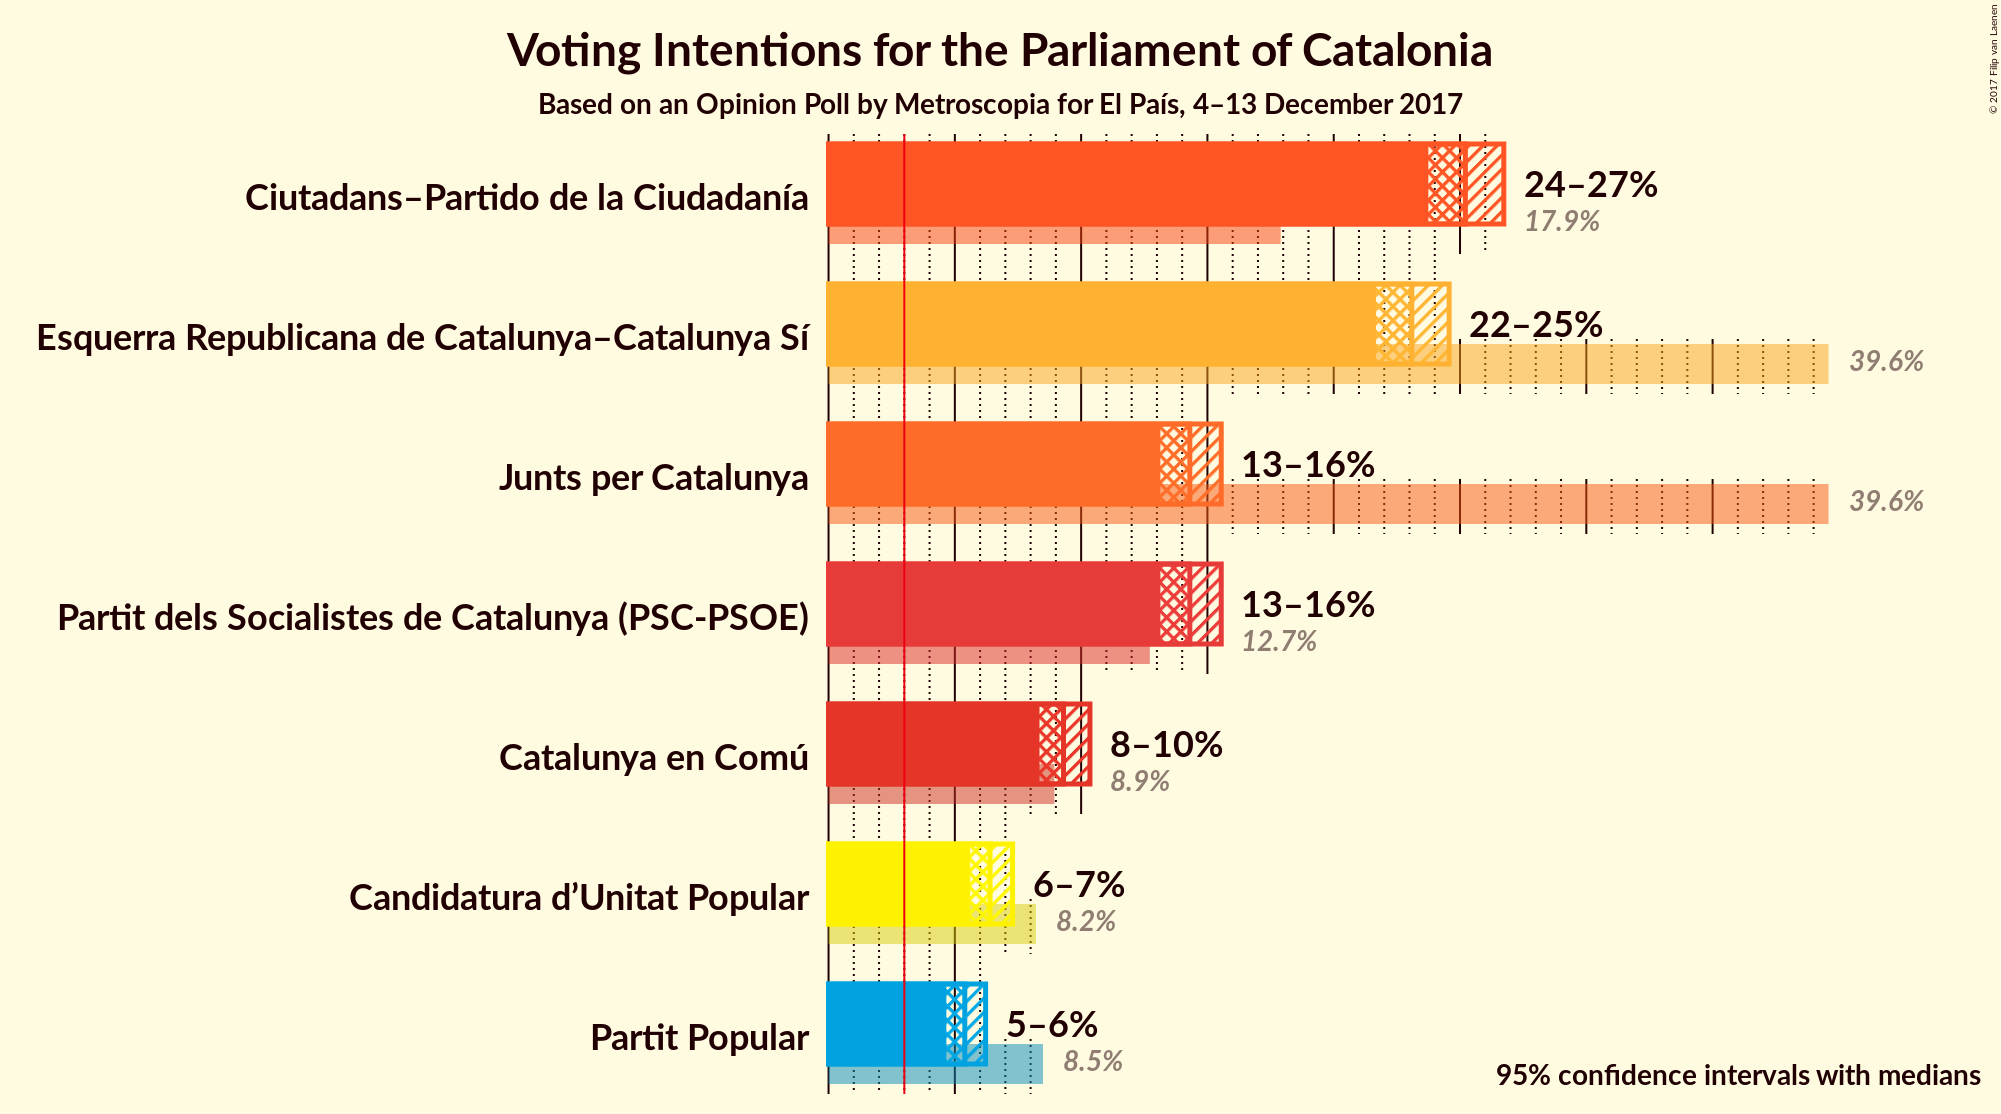 Voting Intentions for the Parliament of Catalonia
Based on an Opinion Poll by Metroscopia for El País, 4–13 December 2017
© 2017 Filip van Laenen
Ciutadans–Partido de la Ciudadanía
24–27%
17.9%
Esquerra Republicana de Catalunya–Catalunya Sí
22–25%
39.6%
Junts per Catalunya
13–16%
39.6%
Partit dels Socialistes de Catalunya (PSC-PSOE)
13–16%
12.7%
Catalunya en Comú
8–10%
8.9%
Candidatura d’Unitat Popular
6–7%
8.2%
Partit Popular
5–6%
8.5%
95% confidence intervals with medians